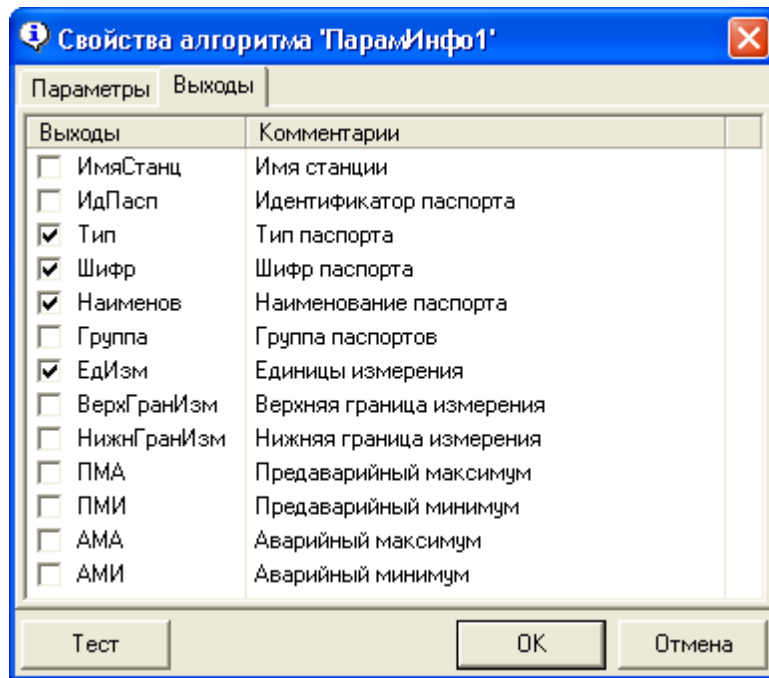 Свойства алгоритма 'ПарамИнфо1'
Параметры Выходы
Выходы Комментарии
ИмяСтанц Имя станции
ИдПасп Идентификатор паспорта
Тип Тип паспорта
Шифр Шифр паспорта
Наименов Наименование паспорта
Группа Группа паспортов
ЕдИзм Единицы измерения
ВерхГранИзм Верхняя граница измерения
НижнГранИзм Нижняя граница измерения
ПМА Предаварийный максимум
ПМИ Предаварийный минимум
АМА Аварийный максимум
АМИ Аварийный минимум
Тест OK Отмена